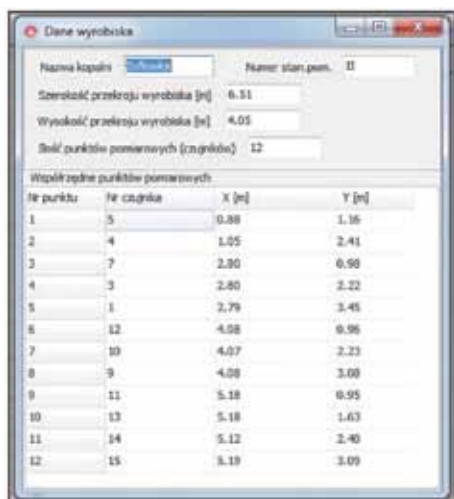 Dane wyrobiska
Nazwa kopalni Numer stan.pom. II
Szerokość przekroju wyrobiska [m] 6.51
Wysokość przekroju wyrobiska [m] 4.05
Ilość punktów pomiarowych (czujników) 12
Współrzędne punktów pomiarowych
Nr punktu Nr czujnika X [m] Y [m]
1 5 0.88 1.16
2 4 1.05 2.41
3 7 2.80 0.98
4 3 2.80 2.22
5 1 2.79 3.45
6 12 4.08 0.96
7 10 4.07 2.23
8 9 4.08 3.08
9 11 5.18 0.95
10 13 5.18 1.63
11 14 5.12 2.40
12 15 5.19 3.09